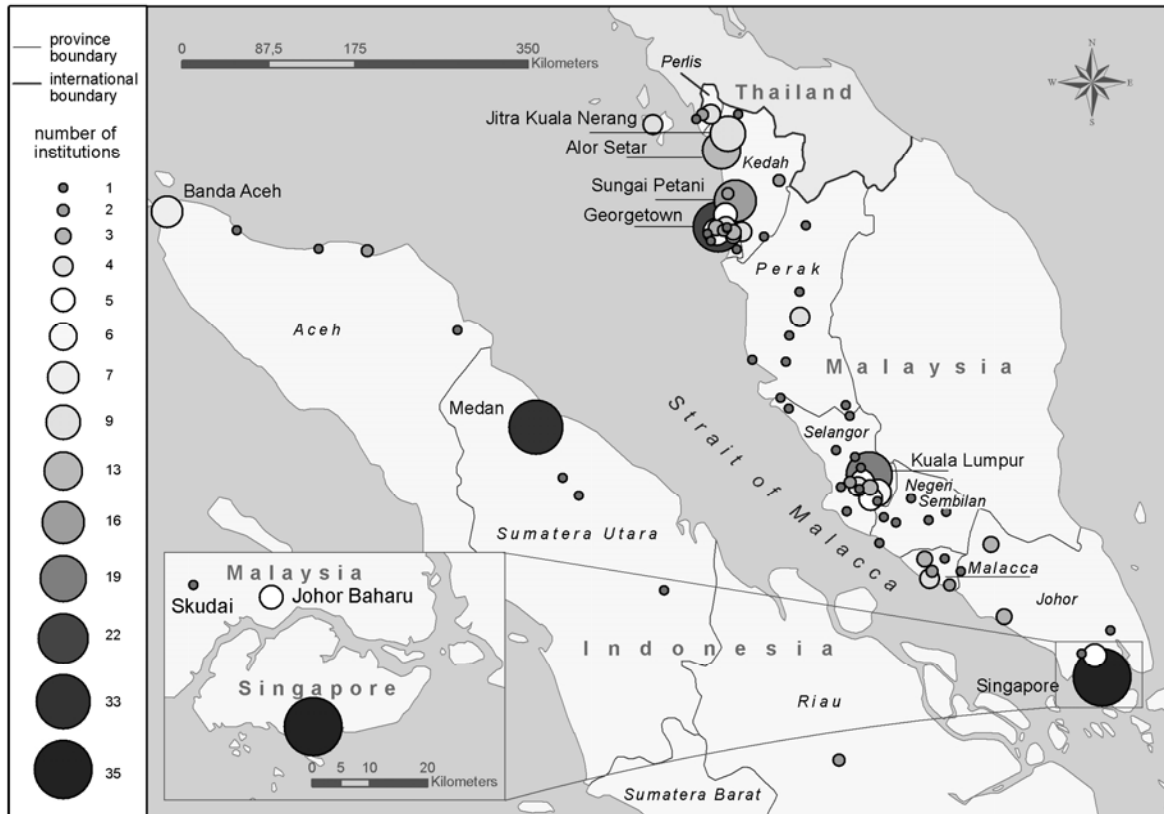 province
boundary
international
boundary
number of
institutions
1
2
3
4
5
6
7
9
13
16
19
22
33
35
0 87,5 175 350
Kilometers
N
W E
S
Perlis
Thailand
Jitra Kuala Nerang
Alor Setar
Kedah
Sungai Petani
Georgetown
Banda Aceh
Perak
Aceh
Malaysia
Medan
Strait of Malacca
Selangor
Kuala Lumpur
Negeri
Sembilan
Sumatera Utara
Malacca
Johor
Indonesia
Singapore
Riau
Sumatera Barat
Malaysia
Skudai
Johor Baharu
Singapore
0 5 10 20
Kilometers